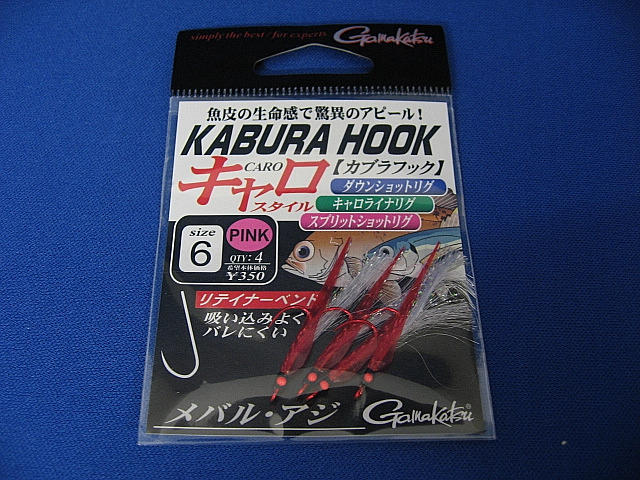 simply the best / for experts
Gamakatsu
魚皮の生命感で驚異のアピール!
KABURA HOOK
CARO
【カブラフック】
キャロ
スタイル
ダウンショットリグ
キャロライナリグ
スプリットショットリグ
size
6
PINK
QTY: 4
希望本体価格
¥350
リテイナーベンド
吸い込みよく
バレにくい
メバル・アジ
Gamakatsu